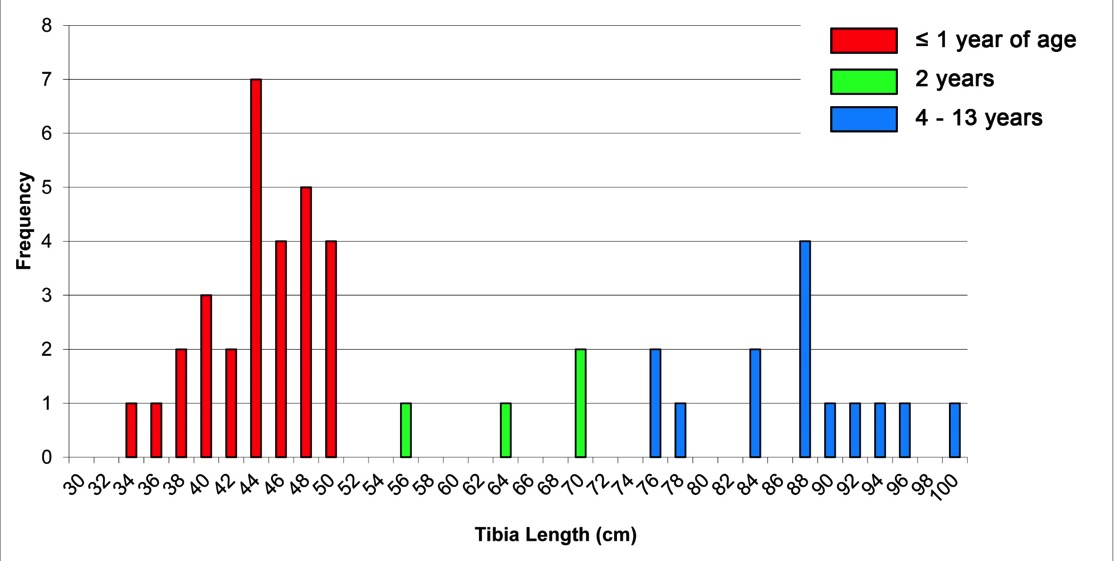 8
7
6
5
4
3
2
1
0
Frequency
≤ 1 year of age
2 years
4 - 13 years
30 32 34 36 38 40 42 44 46 48 50 52 54 56 58 60 62 64 66 68 70 72 74 76 78 80 82 84 86 88 90 92 94 96 98 100
Tibia Length (cm)